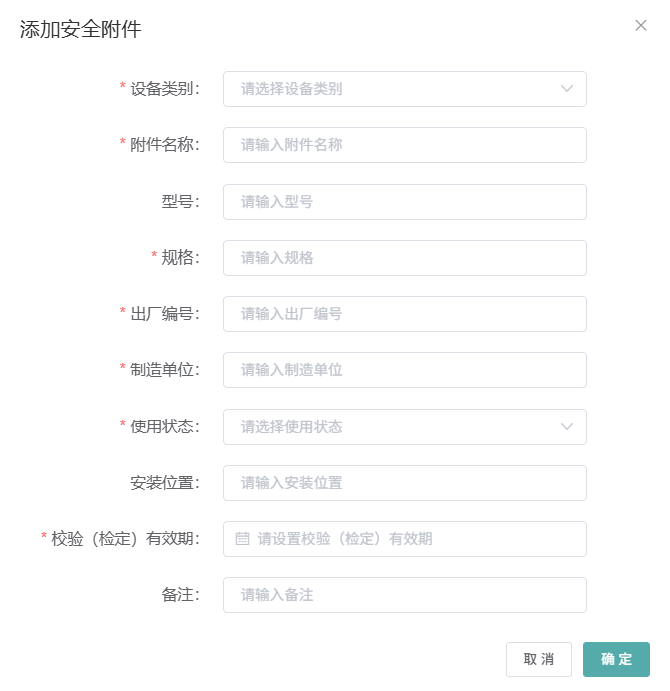 添加安全附件
* 设备类别： 请选择设备类别
* 附件名称： 请输入附件名称
型号： 请输入型号
* 规格： 请输入规格
* 出厂编号： 请输入出厂编号
* 制造单位： 请输入制造单位
* 使用状态： 请选择使用状态
安装位置： 请输入安装位置
* 校验（检定）有效期： 请设置校验（检定）有效期
备注： 请输入备注
取 消 确 定